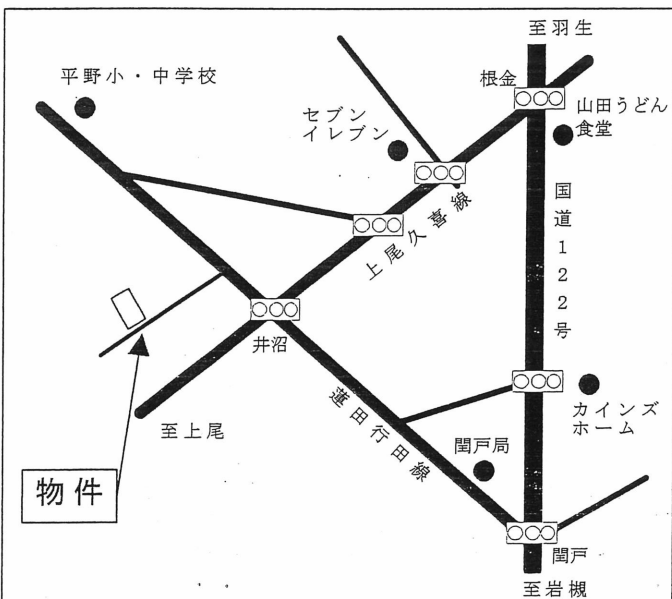 至羽生
平野小・中学校
根金
山田うどん
食堂
セブン
イレブン
国道122号
上尾久喜線
井沼
蓮田行田線
至上尾
カインズ
ホーム
閏戸局
物件
閏戸
至岩槻